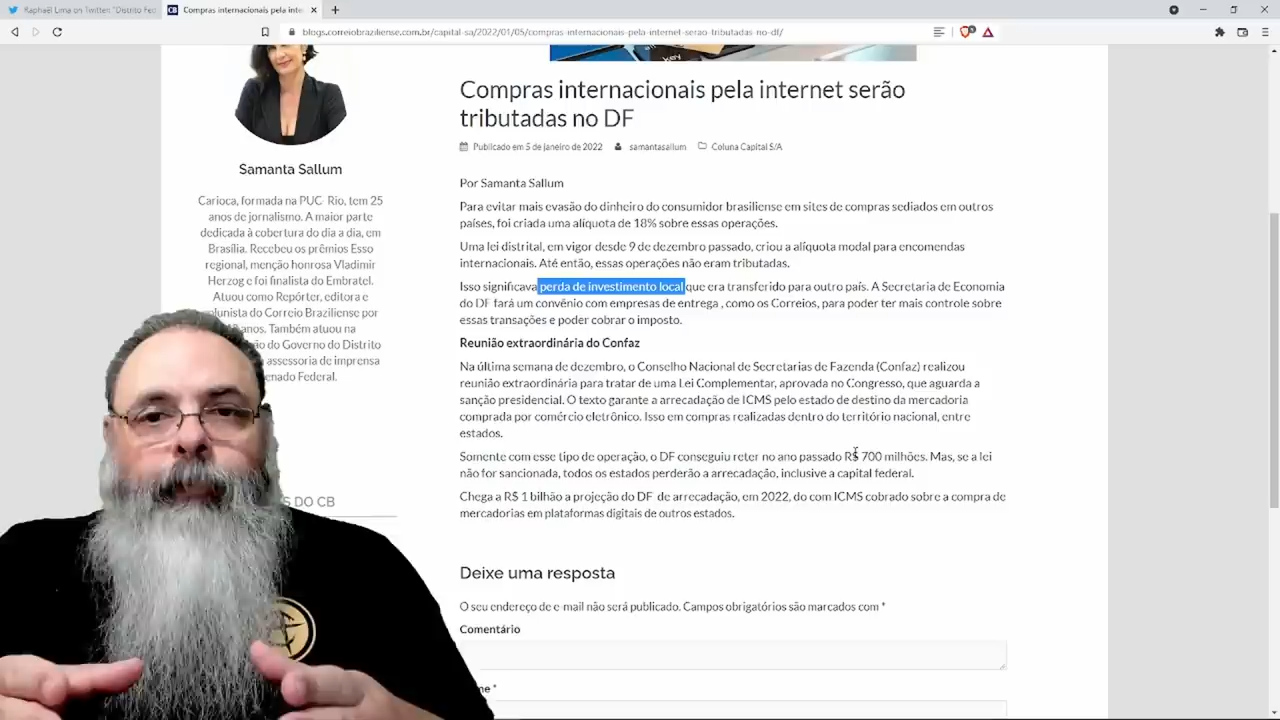 Raphaël Lima on Twitter: "Distrito Fed
Compras internacionais pela inte
blogs.correiobraziliense.com.br/capital-sa/2022/01/05/compras-internacionais-pela-internet-serao-tributadas-no-df/
key
Samanta Sallum
Carioca, formada na PUC- Rio, tem 25
anos de jornalismo. A maior parte
dedicada à cobertura do dia a dia, em
Brasília. Recebeu os prêmios Esso
regional, menção honrosa Vladimir
Herzog e foi finalista do Embratel.
Atuou como Repórter, editora e
olunista do Correio Braziliense por
anos. Também atuou na
ão do Governo do Distrito
assessoria de imprensa
enado Federal.
S DO CB
Compras internacionais pela internet serão
tributadas no DF
Publicado em 5 de janeiro de 2022 samantasallum Coluna Capital S/A
Por Samanta Sallum
Para evitar mais evasão do dinheiro do consumidor brasiliense em sites de compras sediados em outros
países, foi criada uma alíquota de 18% sobre essas operações.
Uma lei distrital, em vigor desde 9 de dezembro passado, criou a alíquota modal para encomendas
internacionais. Até então, essas operações não eram tributadas.
Isso significava perda de investimento local que era transferido para outro país. A Secretaria de Economia
do DF fará um convênio com empresas de entrega , como os Correios, para poder ter mais controle sobre
essas transações e poder cobrar o imposto.
Reunião extraordinária do Confaz
Na última semana de dezembro, o Conselho Nacional de Secretarias de Fazenda (Confaz) realizou
reunião extraordinária para tratar de uma Lei Complementar, aprovada no Congresso, que aguarda a
sanção presidencial. O texto garante a arrecadação de ICMS pelo estado de destino da mercadoria
comprada por comércio eletrônico. Isso em compras realizadas dentro do território nacional, entre
estados.
Somente com esse tipo de operação, o DF conseguiu reter no ano passado R$ 700 milhões. Mas, se a lei
não for sancionada, todos os estados perderão a arrecadação, inclusive a capital federal.
Chega a R$ 1 bilhão a projeção do DF de arrecadação, em 2022, do com ICMS cobrado sobre a compra de
mercadorias em plataformas digitais de outros estados.
Deixe uma resposta
O seu endereço de e-mail não será publicado. Campos obrigatórios são marcados com *
Comentário
me *